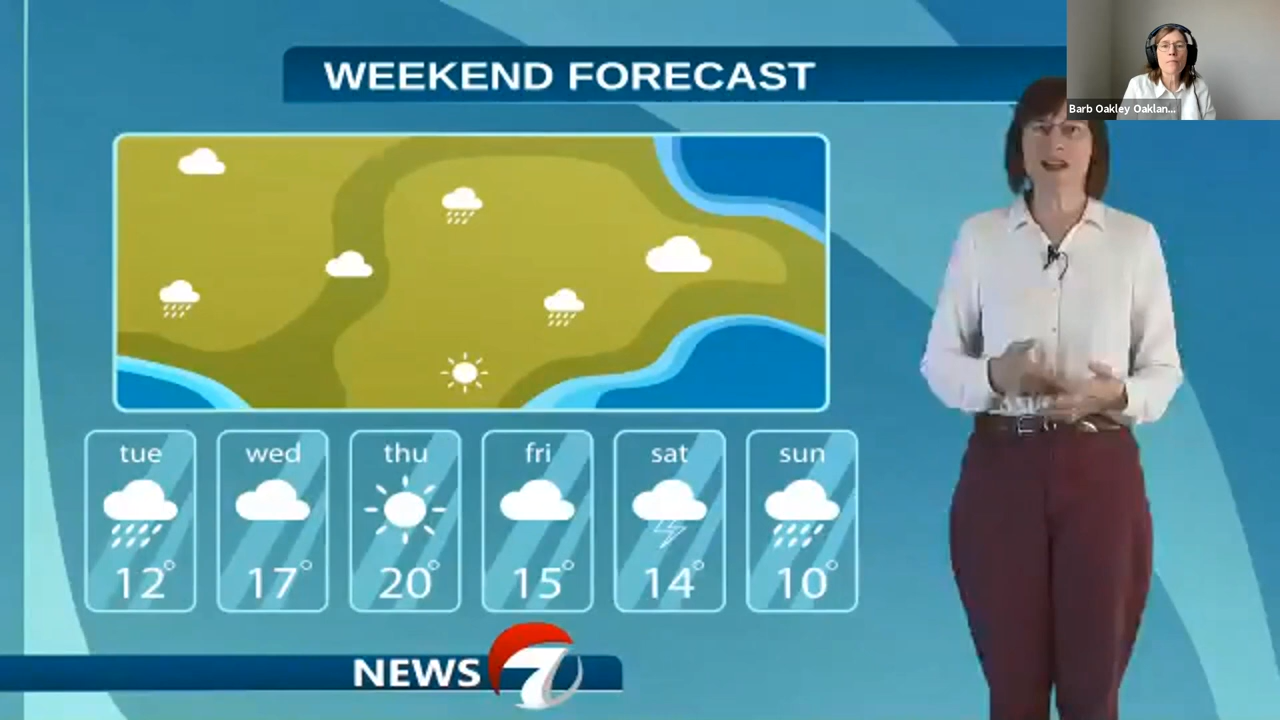 WEEKEND FORECAST
Barb Oakley Oaklan...
tue wed thu fri sat sun
12° 17° 20° 15° 14° 10°
NEWS 7